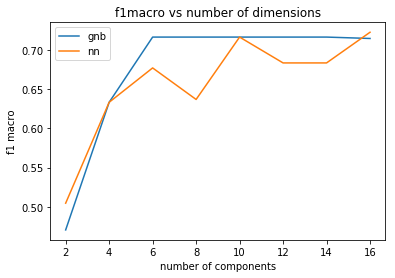 f1macro vs number of dimensions
gnb
nn
0.70
0.65
0.60
0.55
0.50
f1 macro
2 4 6 8 10 12 14 16
number of components